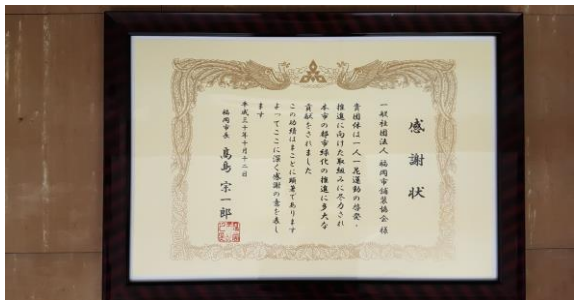 感謝状
一般社団法人 福岡市舗装協会 様
貴団体は一人一花運動の啓発・
推進に向けた取組みに尽力され
本市の都市緑化の推進に多大な
貢献をされました
この功績はまことに顕著であります
よってここに深く感謝の意を表し
ます
平成三十年十月十二日
福岡市長 髙島 宗一郎